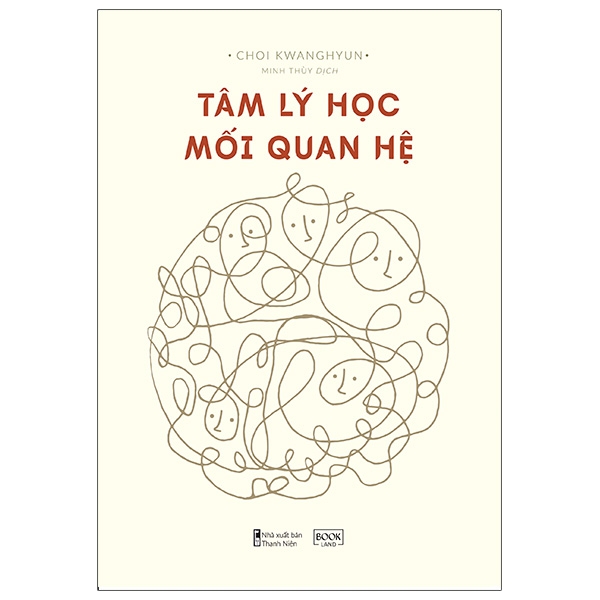 • CHOI KWANGHYUN •
MINH THÙY DỊCH
TÂM LÝ HỌC
MỐI QUAN HỆ
Nhà xuất bản
Thanh Niên
BOOK
LAND